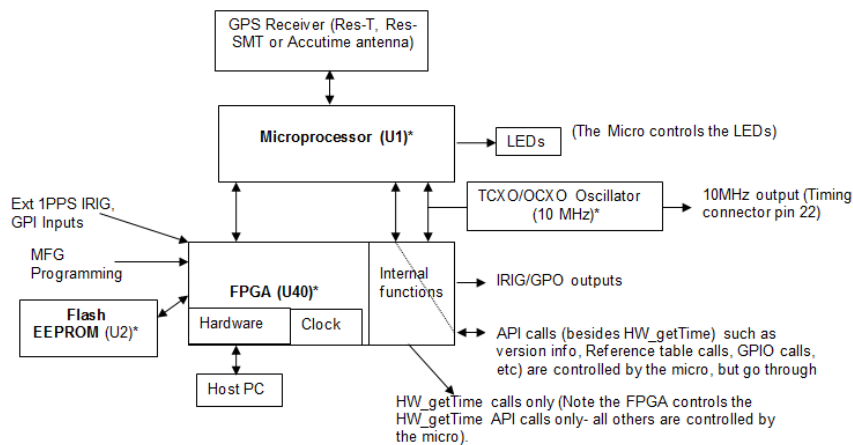 GPS Receiver (Res-T, Res-
SMT or Accutime antenna)
Microprocessor (U1)*
LEDs
(The Micro controls the LEDs)
Ext 1PPS IRIG,
GPI Inputs
TCXO/OCXO Oscillator
(10 MHz)*
10MHz output (Timing
connector pin 22)
MFG
Programming
FPGA (U40)*
Internal
functions
IRIG/GPO outputs
Flash
EEPROM (U2)*
Hardware
Clock
API calls (besides HW_getTime) such as
version info, Reference table calls, GPIO calls,
etc) are controlled by the micro, but go through
Host PC
HW_getTime calls only (Note the FPGA controls the
HW_getTime API calls only- all others are controlled by
the micro).